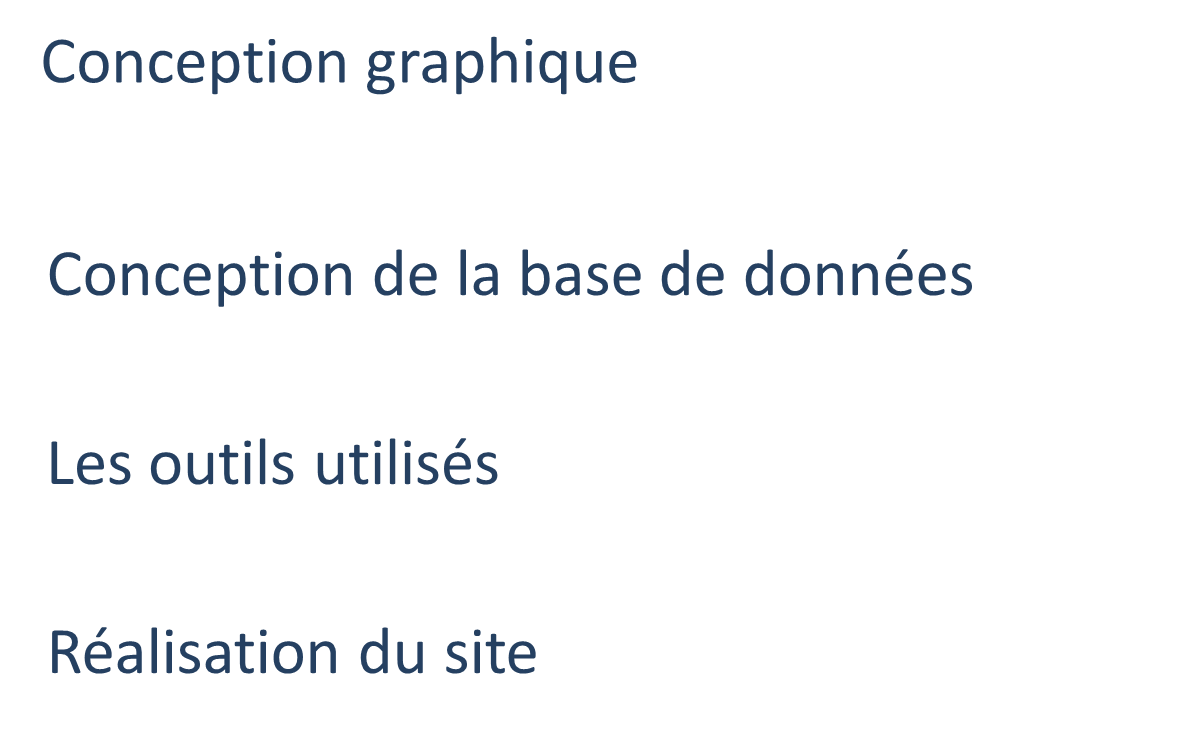 Conception graphique
Conception de la base de données
Les outils utilisés
Réalisation du site